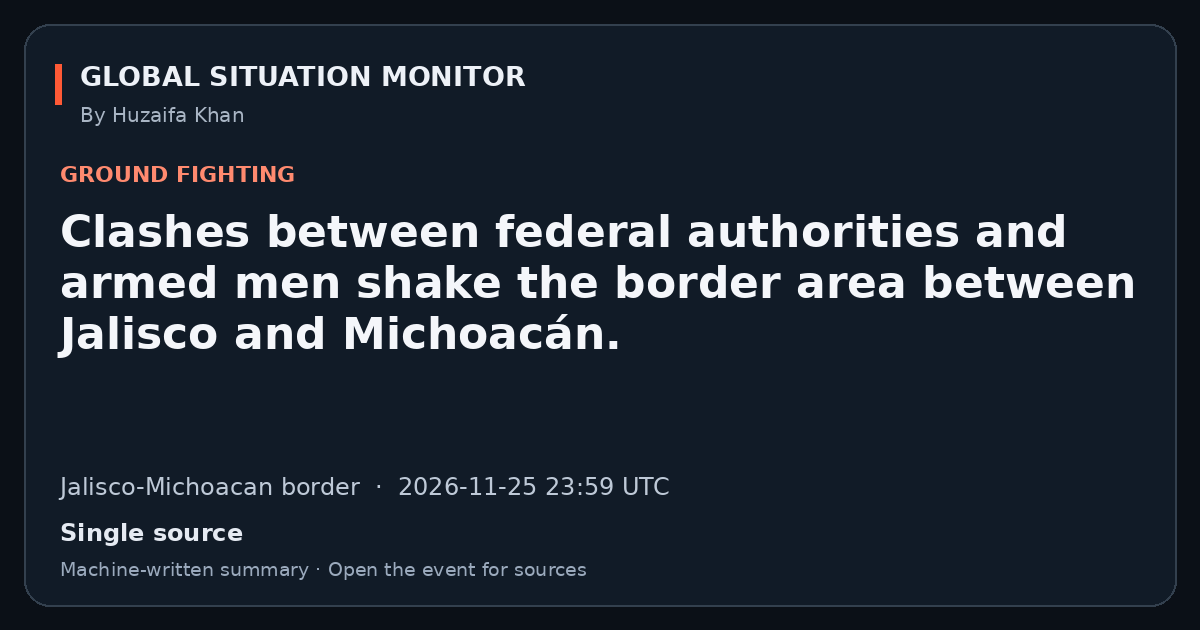 GLOBAL SITUATION MONITOR
By Huzaifa Khan
GROUND FIGHTING
Clashes between federal authorities and
armed men shake the border area between
Jalisco and Michoacán.
Jalisco-Michoacan border · 2026-11-25 23:59 UTC
Single source
Machine-written summary · Open the event for sources